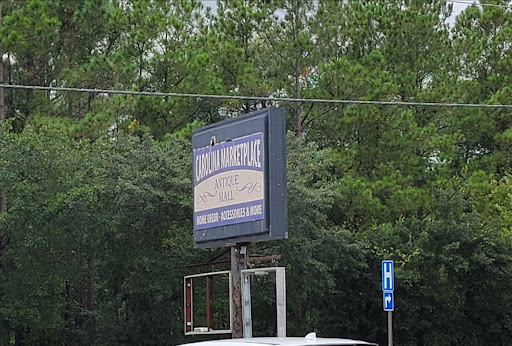 CAROLINA MARKETPLACE
ANTIQUE
MALL
HOME DECOR - ACCESSORIES & MORE
H